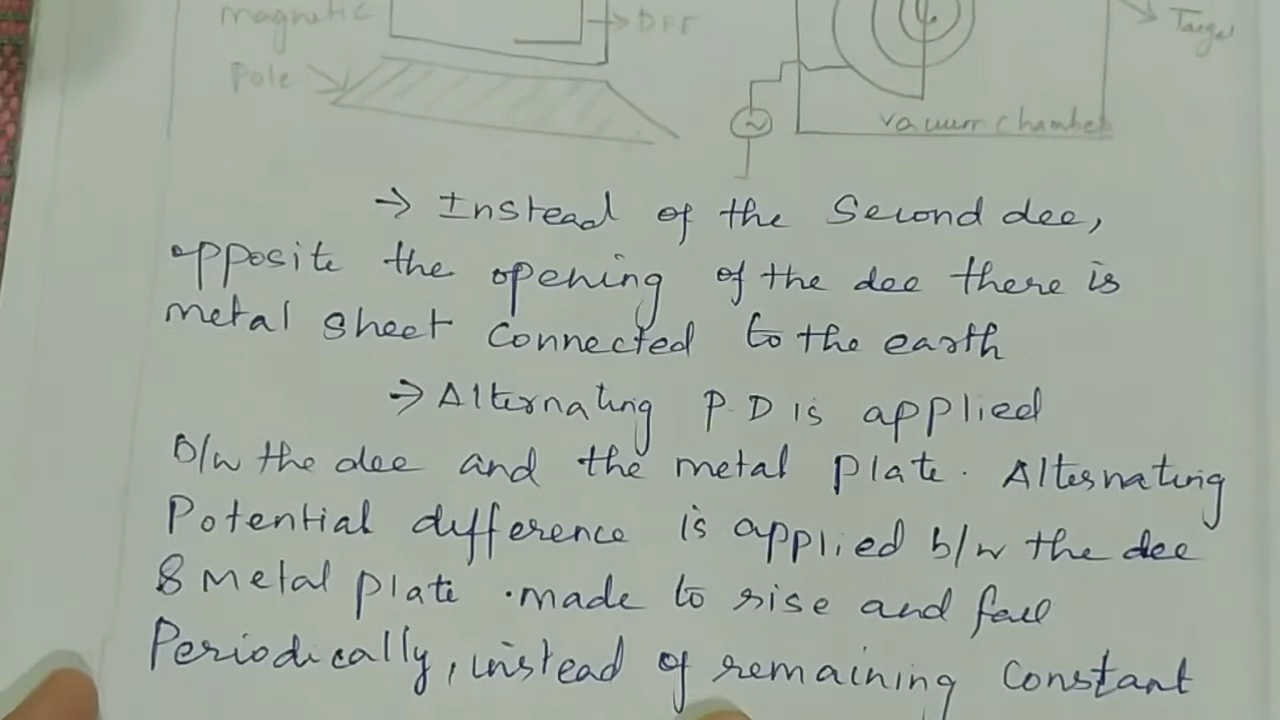 magnetic
Pole
DEE
Target
vacuum chamber
→ Instead of the Second dee,
opposite the opening of the dee there is
metal sheet connected to the earth
→ Alternating P.D is applied
b/w the dee and the metal plate. Alternating
Potential difference is applied b/w the dee
& Metal plate .made to rise and fall
Periodically, instead of remaining constant